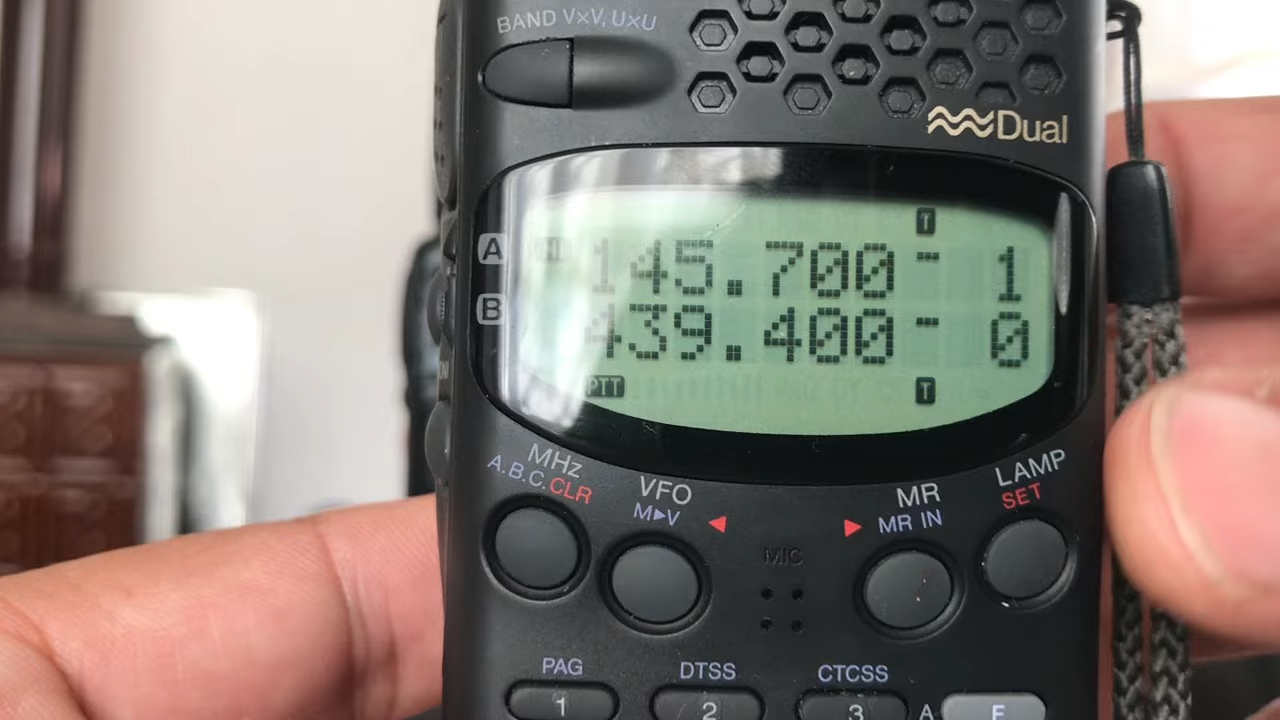 BAND V×V, U×U
Dual
T
A 145.700 - 1
B 439.400 - 0
PTT T
MHz VFO MR LAMP
A.B.C.CLR M▶V ◀ ▶ MR IN SET
MIC
PAG DTSS CTCSS
1 2 3 A F